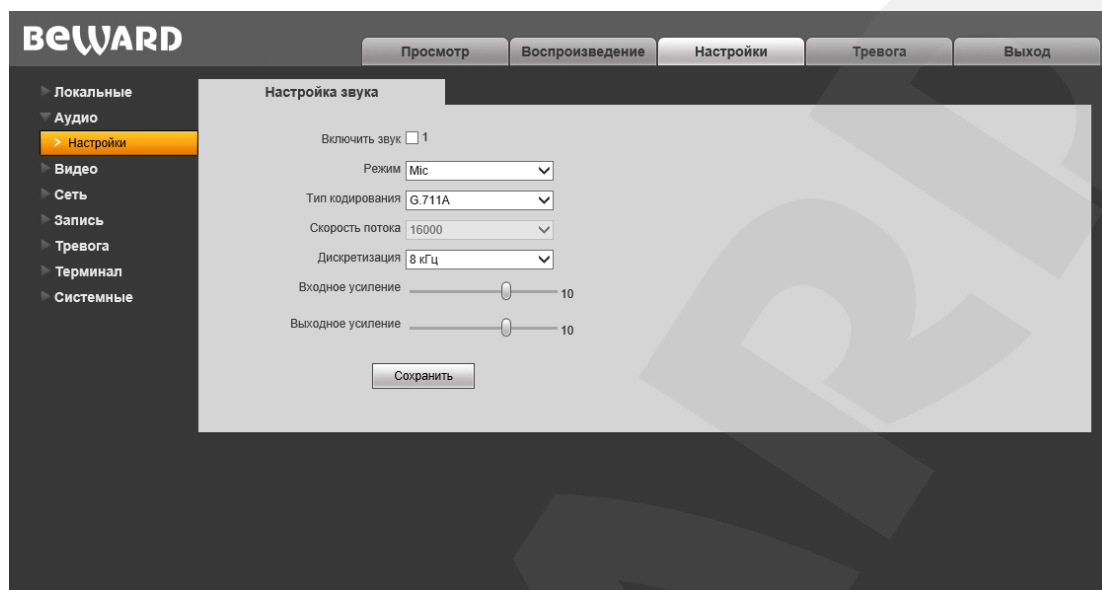 BEWARD
Просмотр Воспроизведение Настройки Тревога Выход
Локальные
Аудио
> Настройки
Видео
Сеть
Запись
Тревога
Терминал
Системные
Настройка звука
Включить звук 1
Режим Mic
Тип кодирования G.711A
Скорость потока 16000
Дискретизация 8 кГц
Входное усиление 10
Выходное усиление 10
Сохранить